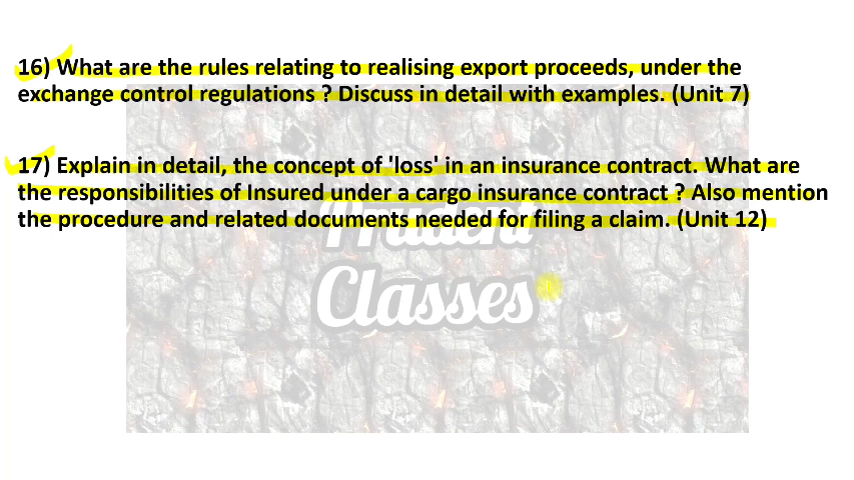 16) What are the rules relating to realising export proceeds, under the
exchange control regulations ? Discuss in detail with examples. (Unit 7)
17) Explain in detail, the concept of 'loss' in an insurance contract. What are
the responsibilities of Insured under a cargo insurance contract ? Also mention
the procedure and related documents needed for filing a claim. (Unit 12)
Prudent
Classes